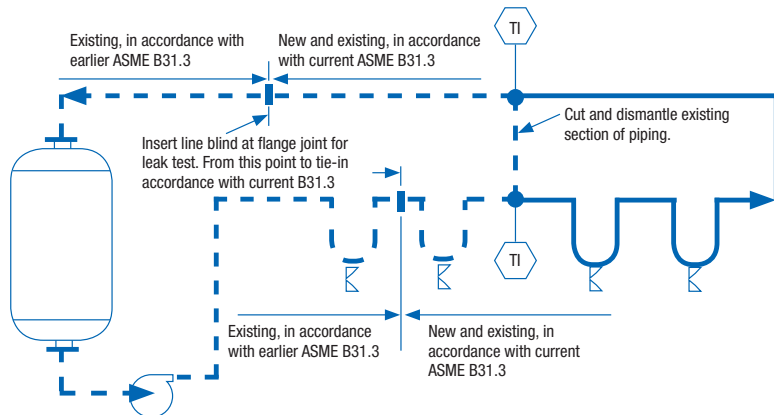 TI
Existing, in accordance with
earlier ASME B31.3
New and existing, in accordance
with current ASME B31.3
Cut and dismantle existing
section of piping.
Insert line blind at flange joint for
leak test. From this point to tie-in
accordance with current B31.3
TI
Existing, in accordance
with earlier ASME B31.3
New and existing, in
accordance with current
ASME B31.3